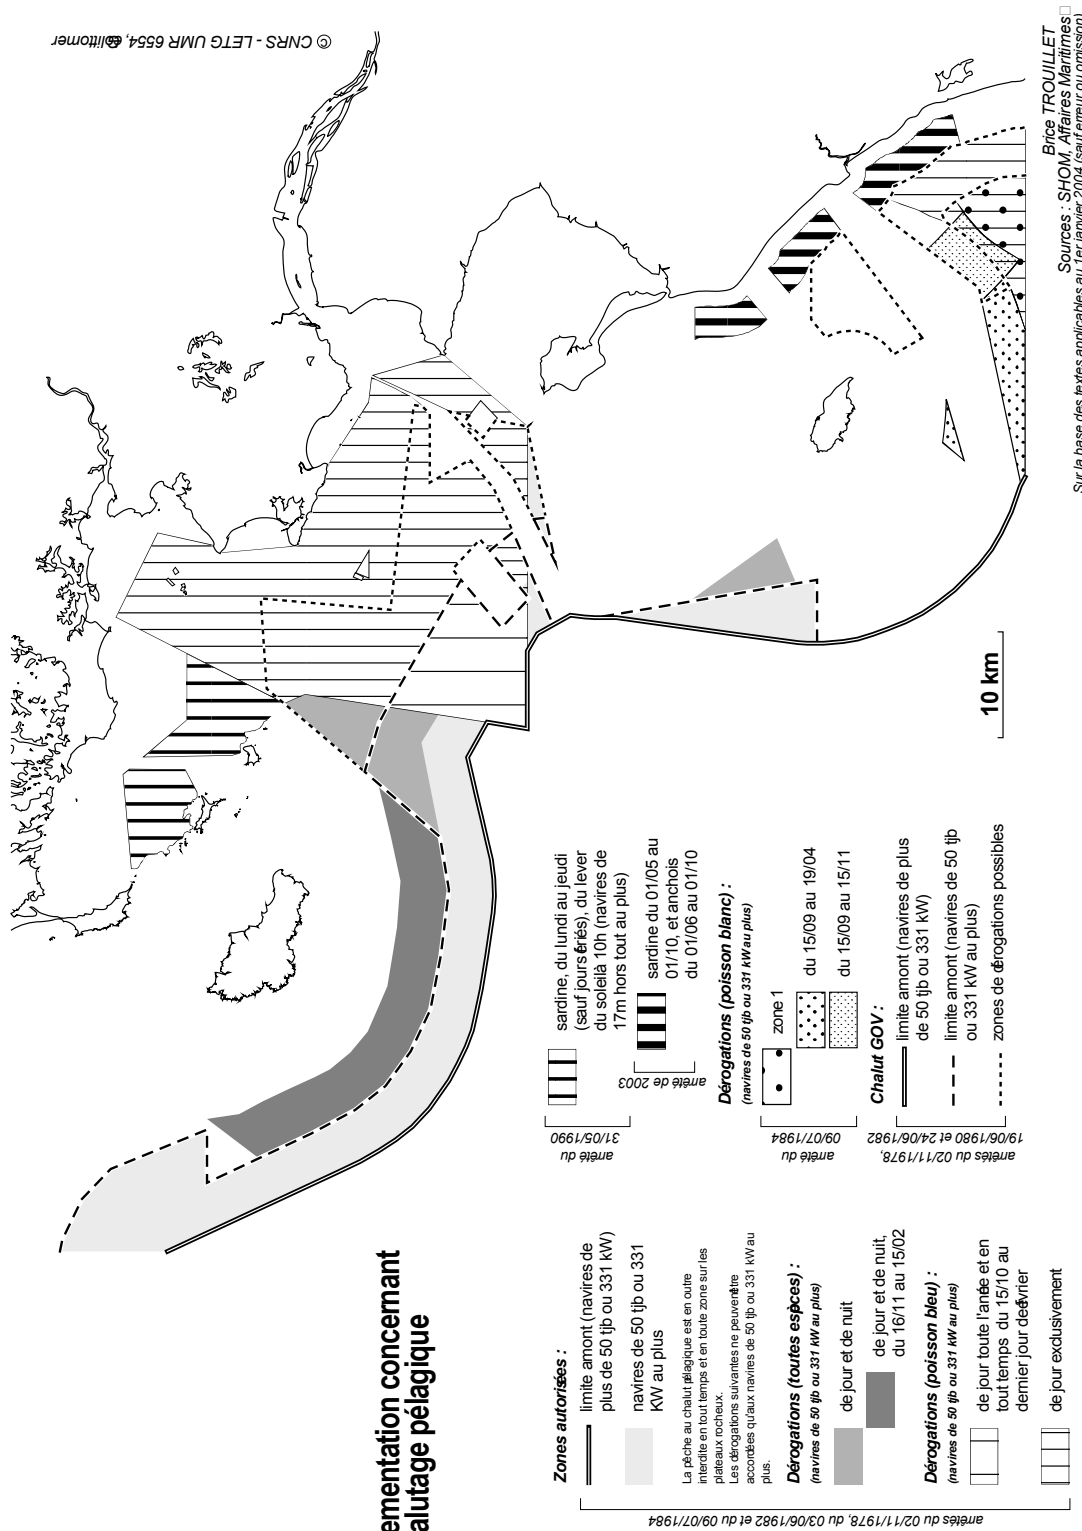 ementation concernant
alutage pélagique
Zones autorisées :
limite amont (navires de
plus de 50 tjb ou 331 kW)
navires de 50 tjb ou 331
KW au plus
La pêche au chalut pélagique est en outre
interdite en tout temps et en toute zone sur les
plateaux rocheux.
Les dérogations suivantes ne peuvent être
accordées qu'aux navires de 50 tjb ou 331 kW au
plus.
Dérogations (toutes espèces) :
(navires de 50 tjb ou 331 kW au plus)
de jour et de nuit
de jour et de nuit,
du 16/11 au 15/02
Dérogations (poisson bleu) :
(navires de 50 tjb ou 331 kW au plus)
de jour toute l'année et en
tout temps du 15/10 au
dernier jour de février
de jour exclusivement
arrêtés du 02/11/1978, du 03/06/1982 et du 09/07/1984
sardine, du lundi au jeudi
(sauf jours fériés), du lever
du soleil à 10h (navires de
17m hors tout au plus)
arrêté du
31/05/1990
sardine du 01/05 au
01/10, et anchois
du 01/06 au 01/10
arrêté de 2003
Dérogations (poisson blanc) :
(navires de 50 tjb ou 331 kW au plus)
zone 1
du 15/09 au 19/04
du 15/09 au 15/11
arrêté du
09/07/1984
Chalut GOV :
limite amont (navires de plus
de 50 tjb ou 331 kW)
limite amont (navires de 50 tjb
ou 331 kW au plus)
zones de dérogations possibles
arrêtés du 02/11/1978,
19/06/1980 et 24/06/1982
10 km
© CNRS - LETG UMR 6554, Géolittomer
Brice TROUILLET
Sources : SHOM, Affaires Maritimes
Sur la base des textes applicables au 1er janvier 2004 (sauf erreur ou omission)